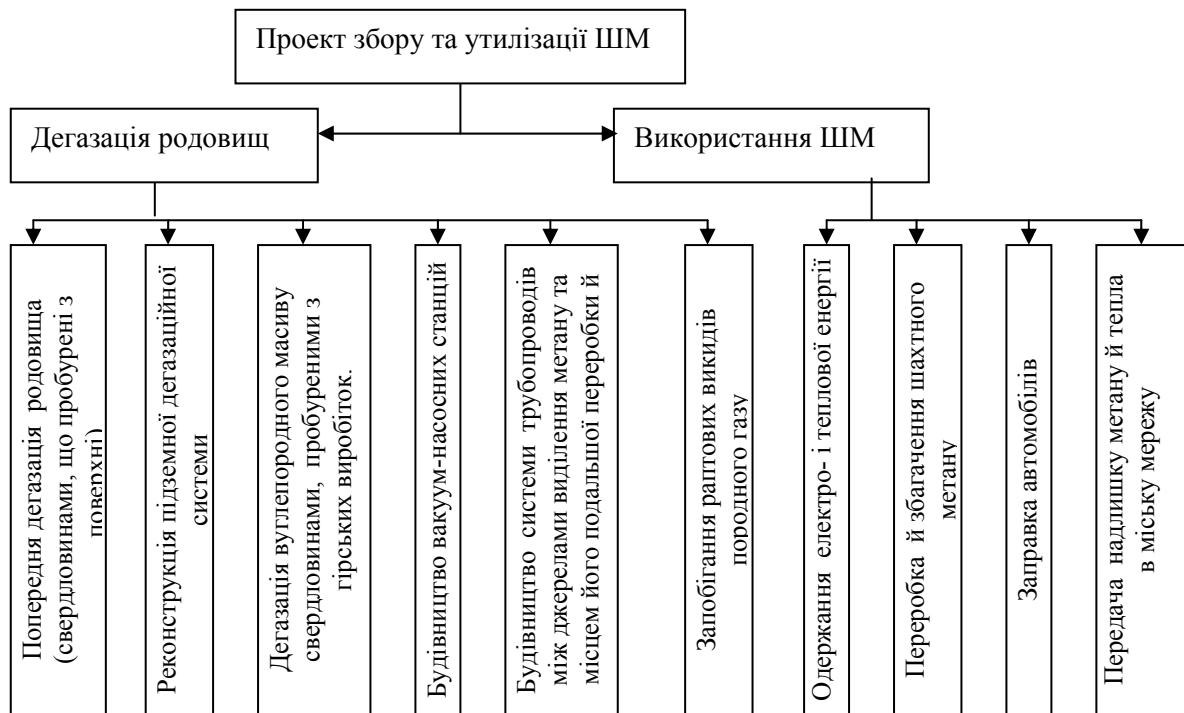 Проект збору та утилізації ШМ
Дегазація родовищ
Використання ШМ
Попередня дегазація родовища
(свердловинами, що пробурені з
поверхні)
Реконструкція підземної дегазаційної
системи
Дегазація вуглепородного масиву
свердловинами, пробуреними з
гірських виробіток.
Будівництво вакуум-насосних станцій
Будівництво системи трубопроводів
між джерелами виділення метану та
місцем його подальшої переробки й
Запобігання раптових викидів
породного газу
Одержання електро- і теплової енергії
Переробка й збагачення шахтного
метану
Заправка автомобілів
Передача надлишку метану й тепла
в міську мережу